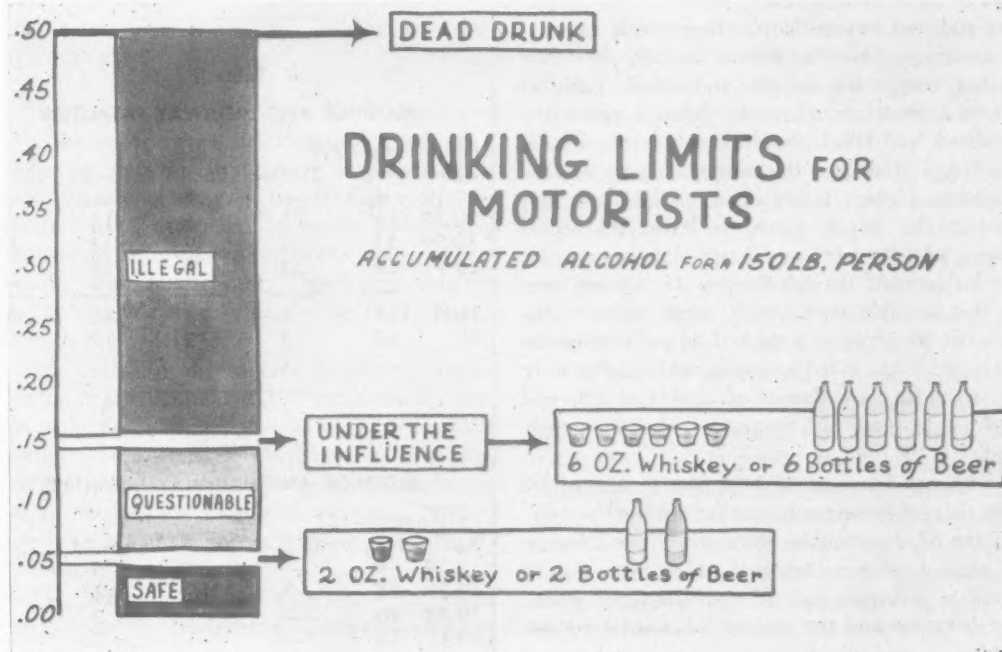 .50
DEAD DRUNK
.45
.40
.35
.30
.25
.20
.15
.10
.05
.00
DRINKING LIMITS FOR
MOTORISTS
ACCUMULATED ALCOHOL FOR A 150 LB. PERSON
ILLEGAL
UNDER THE
INFLUENCE
6 OZ. Whiskey or 6 Bottles of Beer
QUESTIONABLE
2 OZ. Whiskey or 2 Bottles of Beer
SAFE